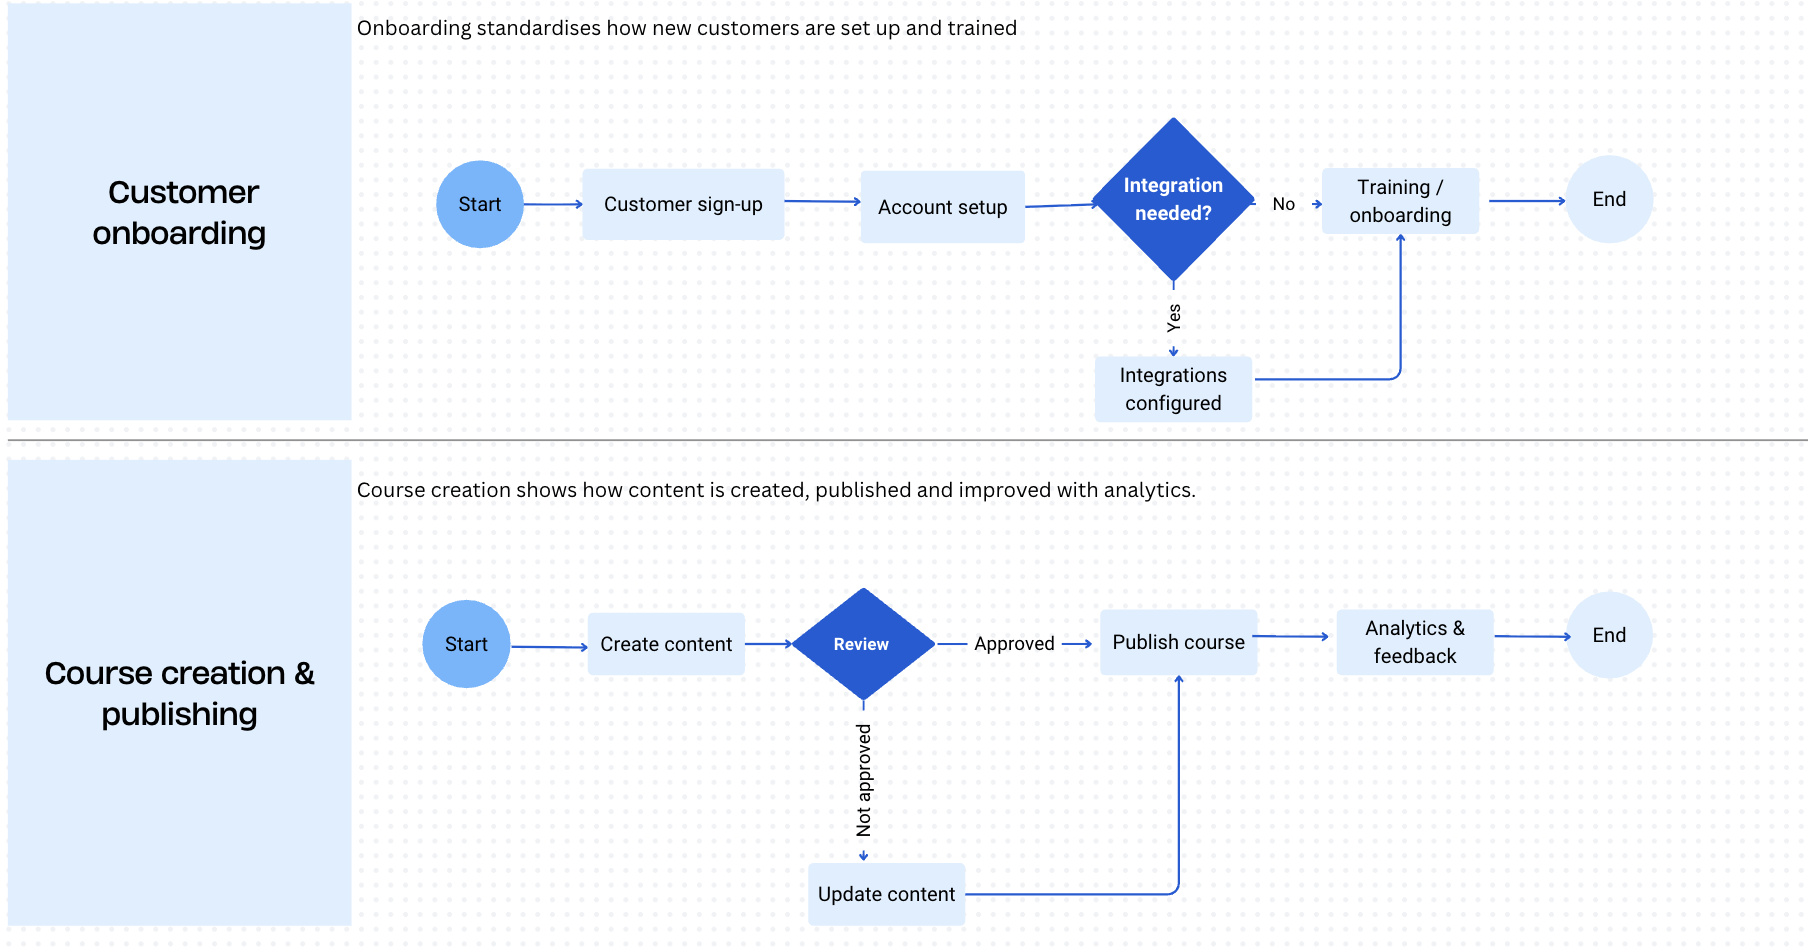 Onboarding standardises how new customers are set up and trained
Customer
onboarding
Start
Customer sign-up
Account setup
Integration
needed?
No
Training /
onboarding
End
Yes
Integrations
configured
Course creation shows how content is created, published and improved with analytics.
Course creation &
publishing
Start
Create content
Review
Approved
Publish course
Analytics &
feedback
End
Not approved
Update content